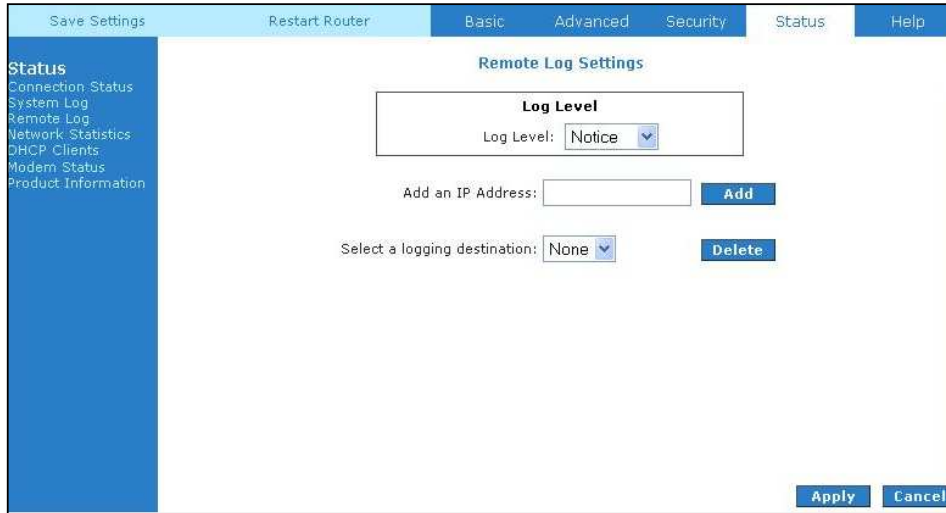 Save Settings Restart Router Basic Advanced Security Status Help
Status
Connection Status
System Log
Remote Log
Network Statistics
DHCP Clients
Modem Status
Product Information
Remote Log Settings
Log Level
Log Level: Notice
Add an IP Address: Add
Select a logging destination: None Delete
Apply Cancel